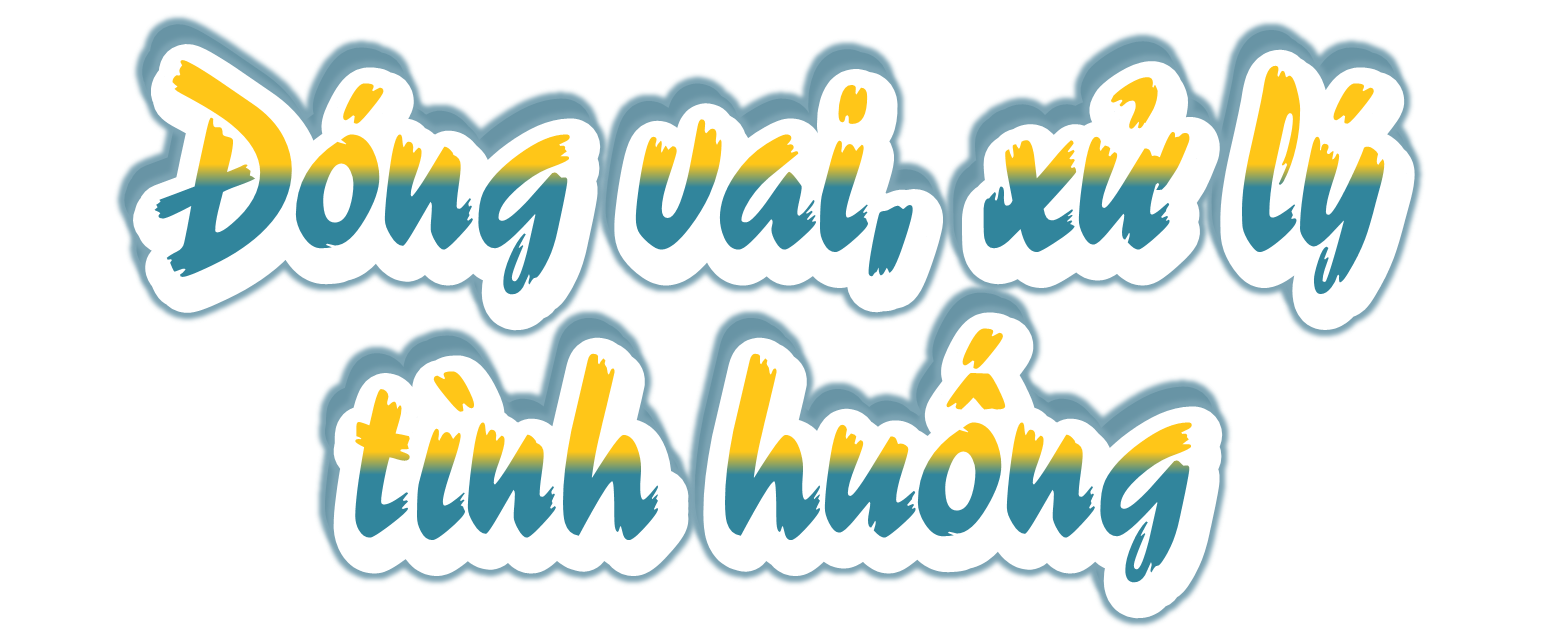 Đóng vai, xử lý
tình huống